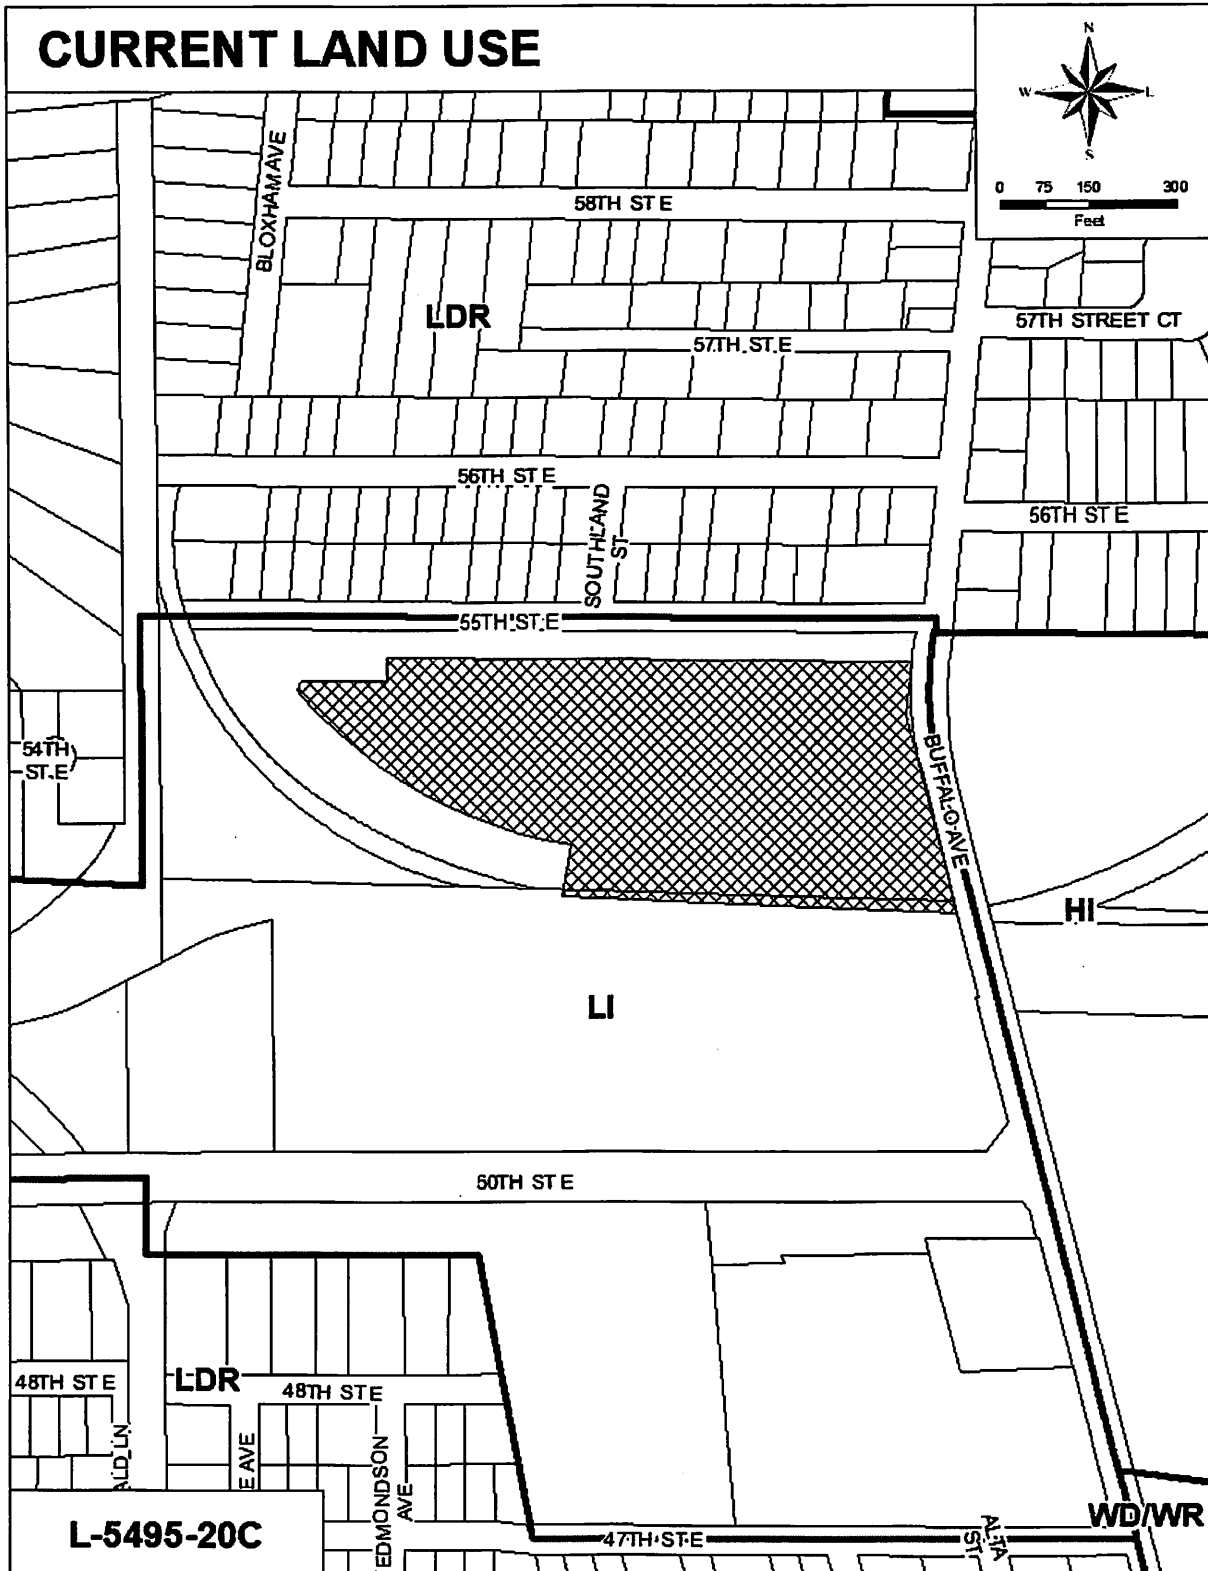 CURRENT LAND USE
N
W
L
S
0 75 150 300
Feet
BLOXHAM AVE
58TH ST E
LDR
57TH STREET CT
57TH ST E
56TH ST E
SOUTHLAND
ST
56TH ST E
55TH ST E
54TH
ST E
BUFFALO AVE
HI
LI
50TH ST E
LDR
48TH ST E
48TH ST E
ALD LN
E AVE
EDMONDSON
AVE
WD/WR
47TH ST E
ALTA
ST
L-5495-20C